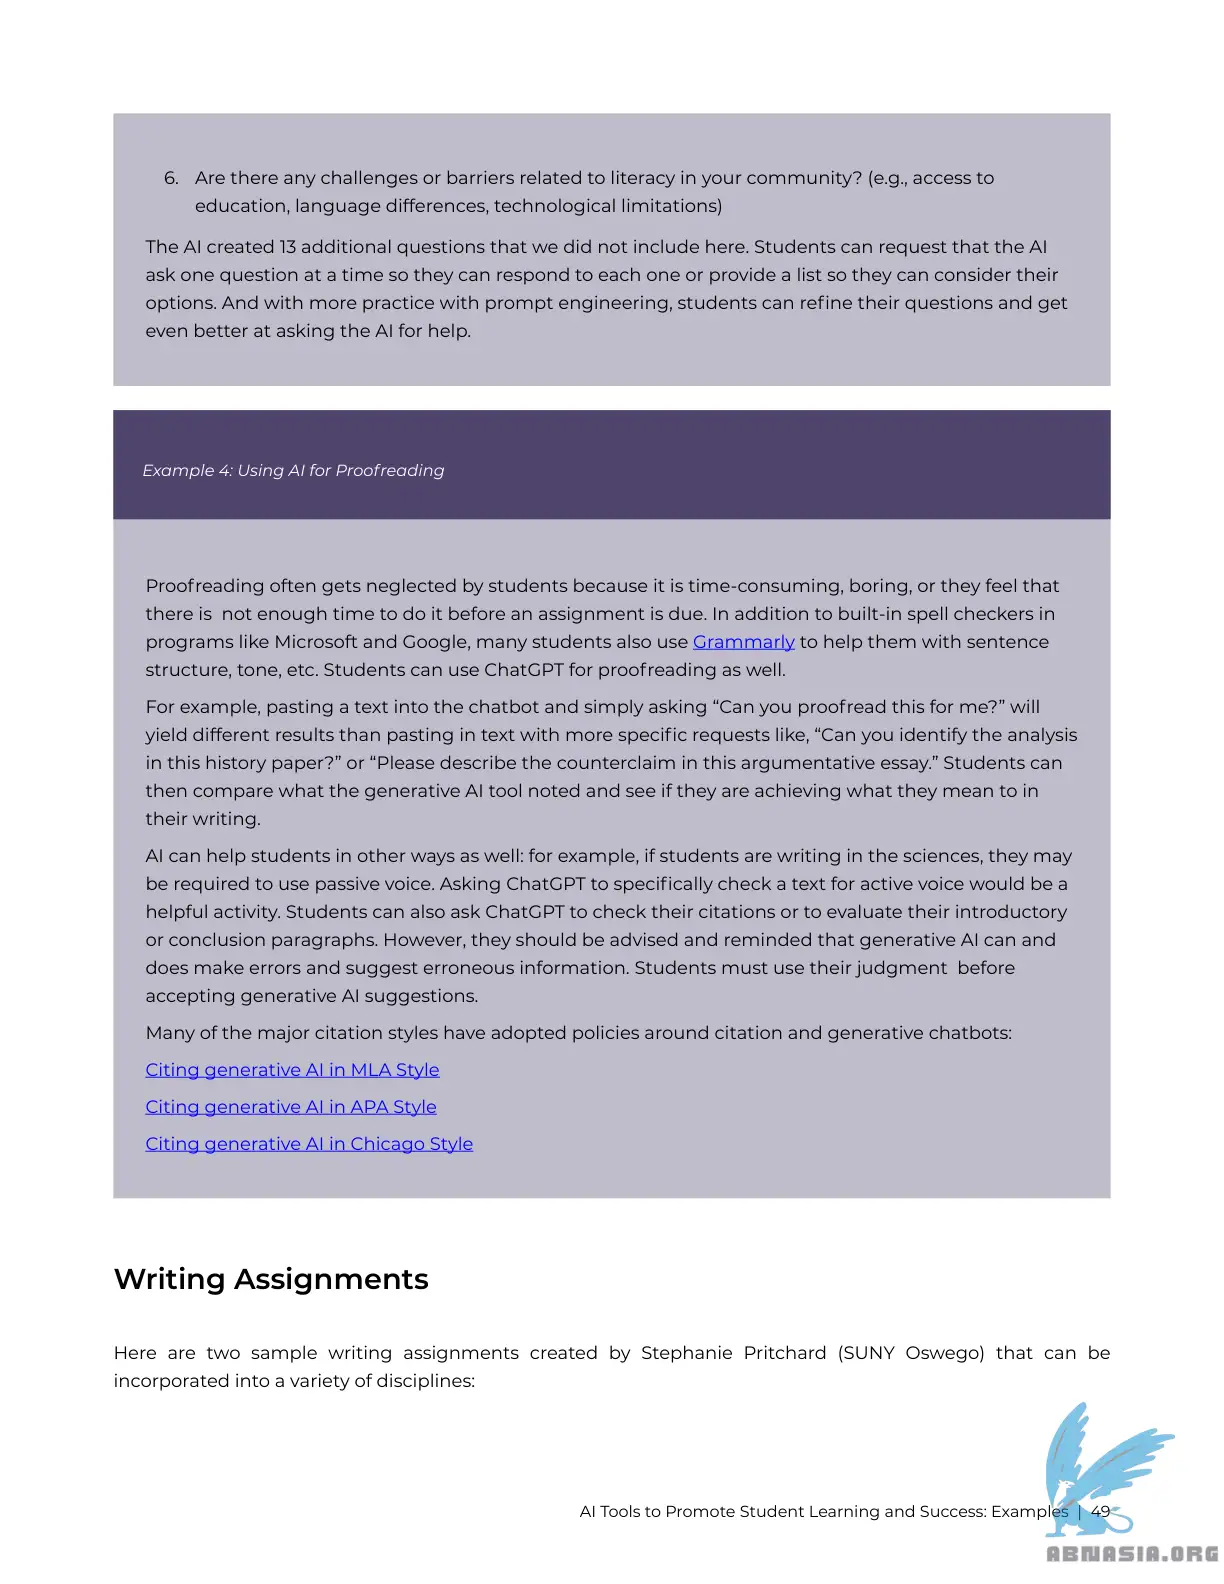 6. Are there any challenges or barriers related to literacy in your community? (e.g., access to
education, language differences, technological limitations)
The AI created 13 additional questions that we did not include here. Students can request that the AI
ask one question at a time so they can respond to each one or provide a list so they can consider their
options. And with more practice with prompt engineering, students can refine their questions and get
even better at asking the AI for help.
Example 4: Using AI for Proofreading
Proofreading often gets neglected by students because it is time-consuming, boring, or they feel that
there is  not enough time to do it before an assignment is due. In addition to built-in spell checkers in
programs like Microsoft and Google, many students also use Grammarly to help them with sentence
structure, tone, etc. Students can use ChatGPT for proofreading as well.
For example, pasting a text into the chatbot and simply asking “Can you proofread this for me?” will
yield different results than pasting in text with more specific requests like, “Can you identify the analysis
in this history paper?” or “Please describe the counterclaim in this argumentative essay.” Students can
then compare what the generative AI tool noted and see if they are achieving what they mean to in
their writing.
AI can help students in other ways as well: for example, if students are writing in the sciences, they may
be required to use passive voice. Asking ChatGPT to specifically check a text for active voice would be a
helpful activity. Students can also ask ChatGPT to check their citations or to evaluate their introductory
or conclusion paragraphs. However, they should be advised and reminded that generative AI can and
does make errors and suggest erroneous information. Students must use their judgment  before
accepting generative AI suggestions.
Many of the major citation styles have adopted policies around citation and generative chatbots:
Citing generative AI in MLA Style
Citing generative AI in APA Style
Citing generative AI in Chicago Style
Writing Assignments
Here are two sample writing assignments created by Stephanie Pritchard (SUNY Oswego) that can be
incorporated into a variety of disciplines:
AI Tools to Promote Student Learning and Success: Examples | 49
ABNASIA.ORG